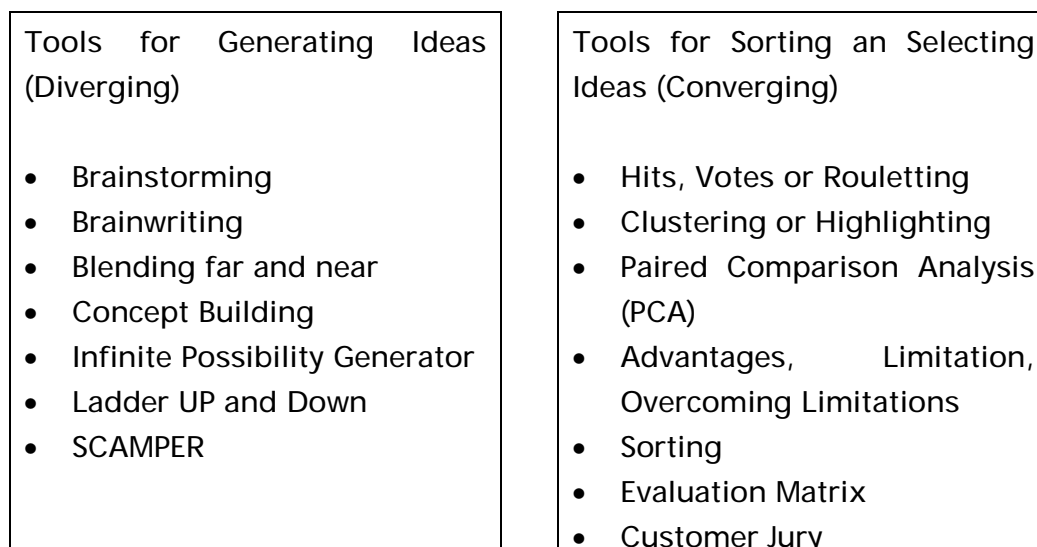 Tools for Generating Ideas
(Diverging)
• Brainstorming
• Brainwriting
• Blending far and near
• Concept Building
• Infinite Possibility Generator
• Ladder UP and Down
• SCAMPER
Tools for Sorting an Selecting
Ideas (Converging)
• Hits, Votes or Rouletting
• Clustering or Highlighting
• Paired Comparison Analysis
(PCA)
• Advantages, Limitation,
Overcoming Limitations
• Sorting
• Evaluation Matrix
• Customer Jury